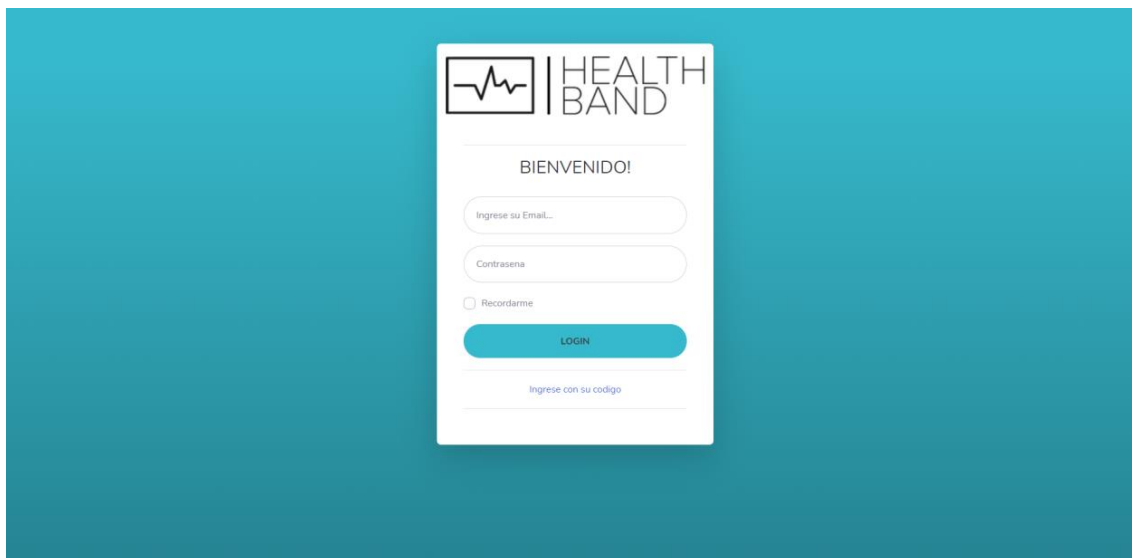 HEALTH
BAND
BIENVENIDO!
Ingrese su Email...
Contrasena
Recordarme
LOGIN
Ingrese con su codigo